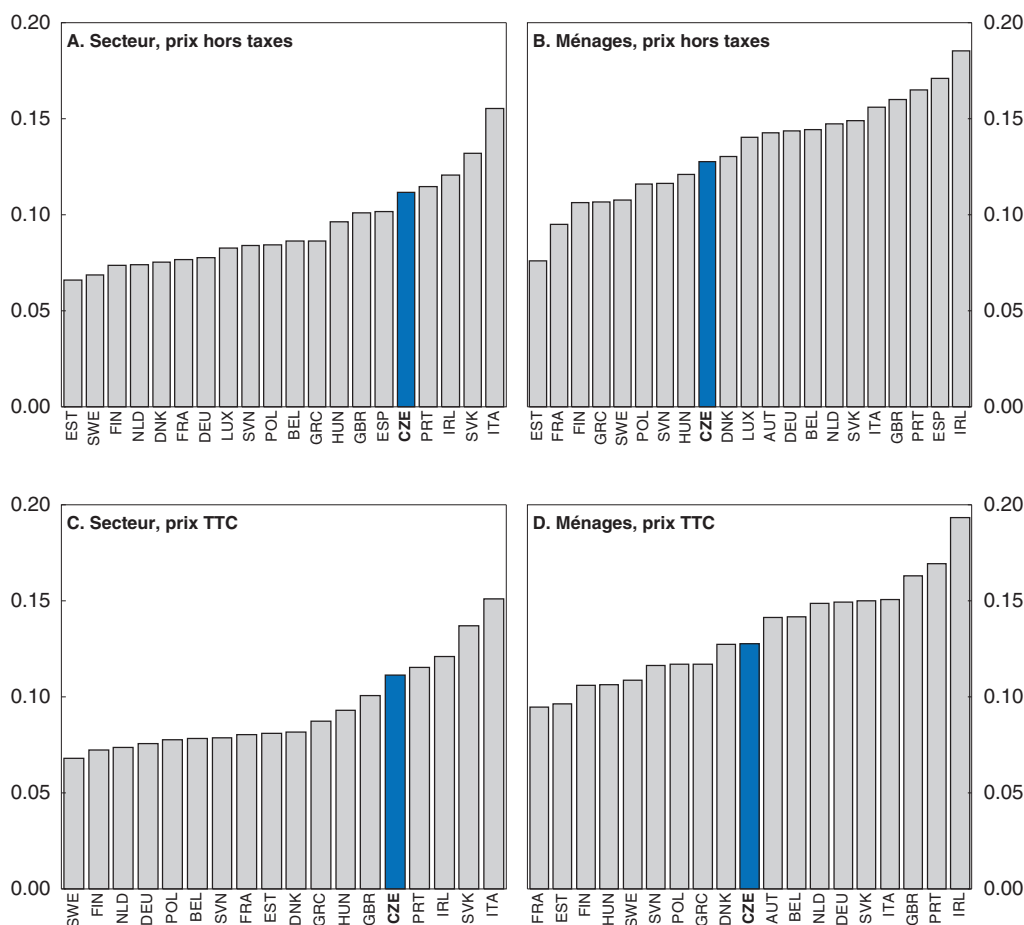 A. Secteur, prix hors taxes
0.20
0.15
0.10
0.05
0.00
EST SWE FIN NLD DNK FRA DEU LUX SVN POL BEL GRC HUN GBR ESP CZE PRT IRL SVK ITA
B. Ménages, prix hors taxes
0.20
0.15
0.10
0.05
0.00
EST FRA FIN GRC SWE POL SVN HUN CZE DNK LUX AUT DEU BEL NLD SVK ITA GBR PRT ESP IRL
C. Secteur, prix TTC
0.20
0.15
0.10
0.05
0.00
SWE FIN NLD DEU POL BEL SVN FRA EST DNK GRC HUN GBR CZE PRT IRL SVK ITA
D. Ménages, prix TTC
0.20
0.15
0.10
0.05
0.00
FRA EST FIN HUN SWE SVN POL GRC DNK CZE AUT BEL NLD DEU SVK ITA GBR PRT IRL